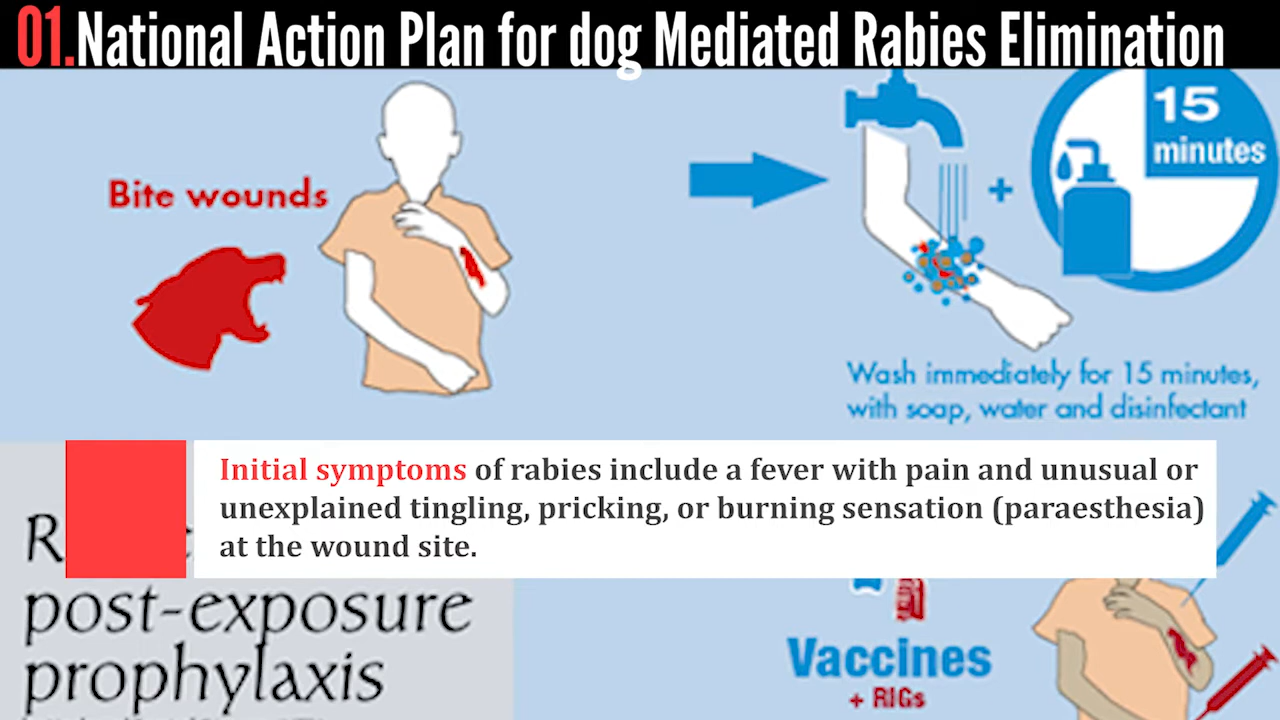 01.National Action Plan for dog Mediated Rabies Elimination
Bite wounds
15
minutes
Wash immediately for 15 minutes,
with soap, water and disinfectant
Initial symptoms of rabies include a fever with pain and unusual or
unexplained tingling, pricking, or burning sensation (paraesthesia)
at the wound site.
post-exposure
prophylaxis
Vaccines
+ RIGs